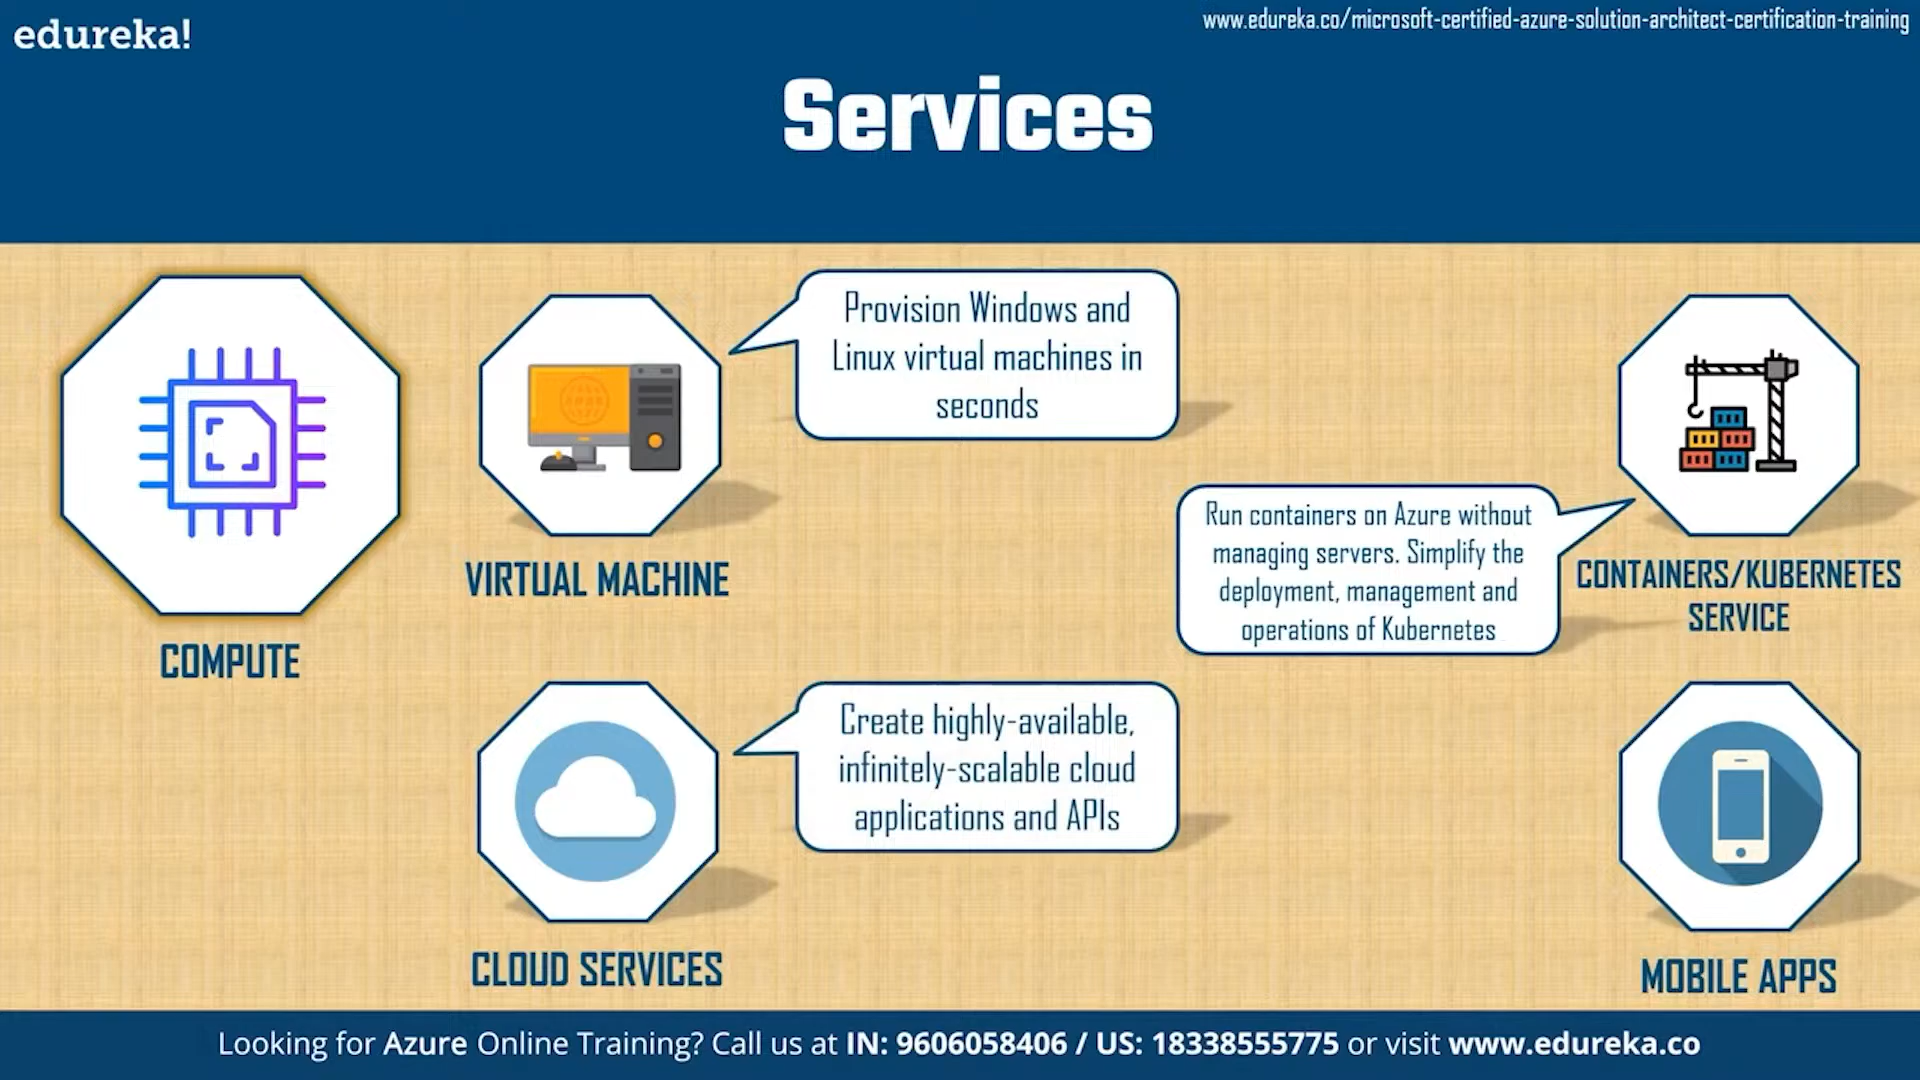 edureka!
www.edureka.co/microsoft-certified-azure-solution-architect-certification-training
Services
Provision Windows and
Linux virtual machines in
seconds
VIRTUAL MACHINE
COMPUTE
Run containers on Azure without
managing servers. Simplify the
deployment, management and
operations of Kubernetes
CONTAINERS/KUBERNETES
SERVICE
Create highly-available,
infinitely-scalable cloud
applications and APIs
CLOUD SERVICES
MOBILE APPS
Looking for Azure Online Training? Call us at IN: 9606058406 / US: 18338555775 or visit www.edureka.co